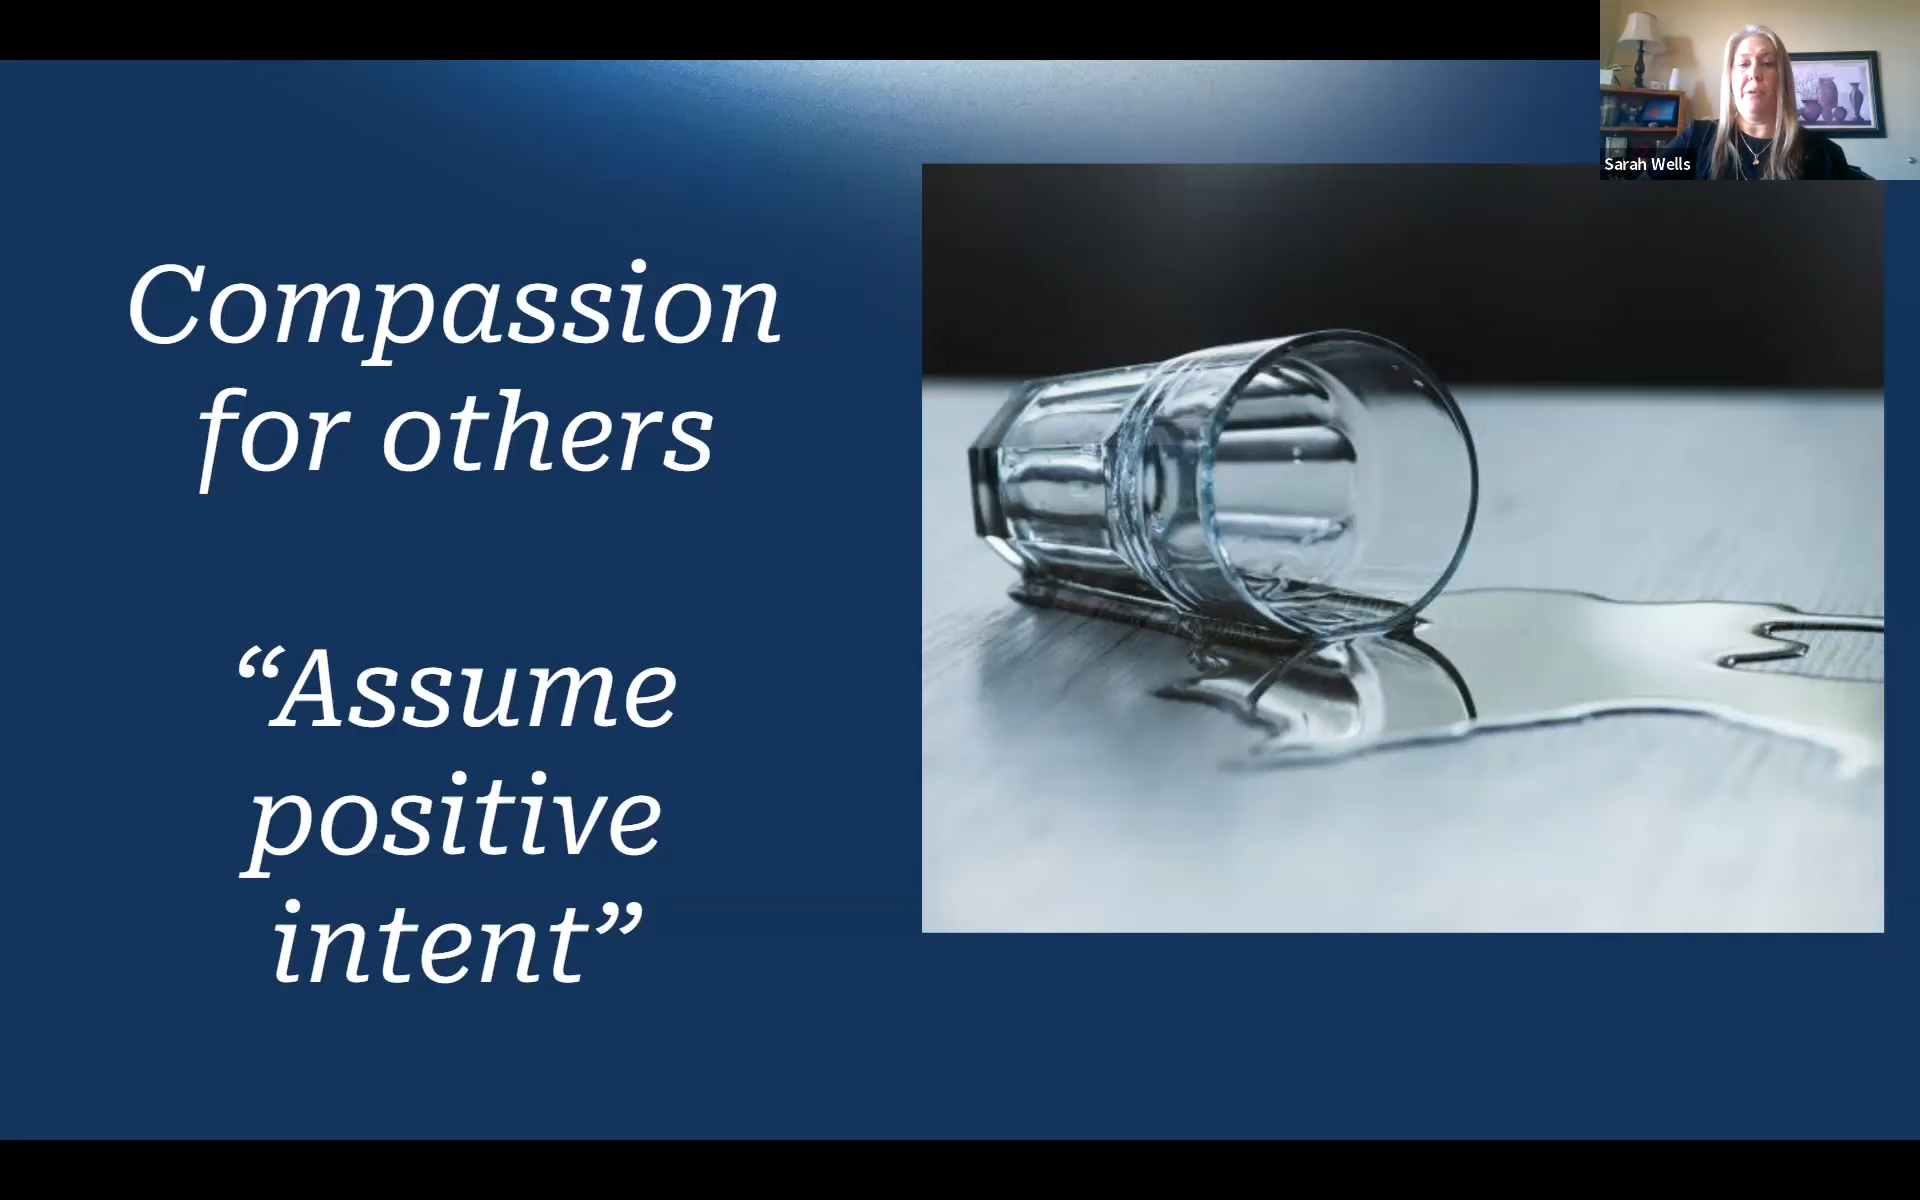 Sarah Wells
Compassion
for others
“Assume
positive
intent”